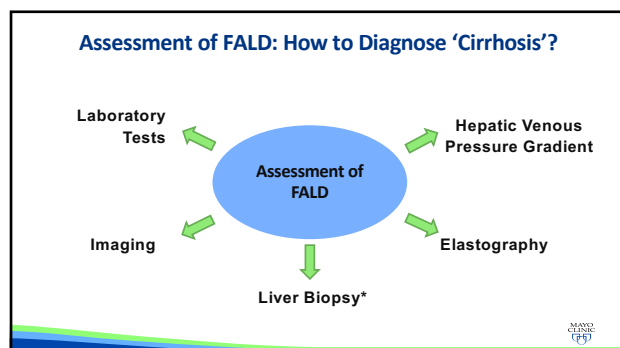 Assessment of FALD: How to Diagnose ‘Cirrhosis’?
Laboratory
Tests
Hepatic Venous
Pressure Gradient
Assessment of
FALD
Imaging
Elastography
Liver Biopsy*
MAYO
CLINIC